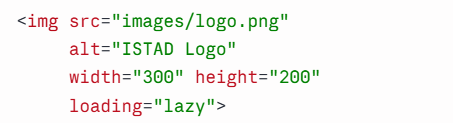 <img src="images/logo.png"
alt="ISTAD Logo"
width="300" height="200"
loading="lazy">